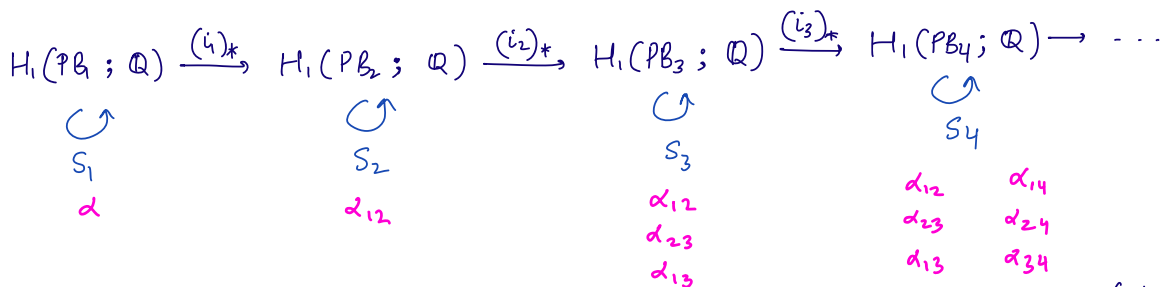 H₁(PB₁ ; ℚ) (i₁)* → H₁(PB₂ ; ℚ) (i₂)* → H₁(PB₃ ; ℚ) (i₃)* → H₁(PB₄ ; ℚ) → ...
S₁ S₂ S₃ S₄
α α₁₂ α₁₂ α₁₂ α₁₄
α₂₃ α₂₃ α₂₄
α₁₃ α₁₃ α₃₄